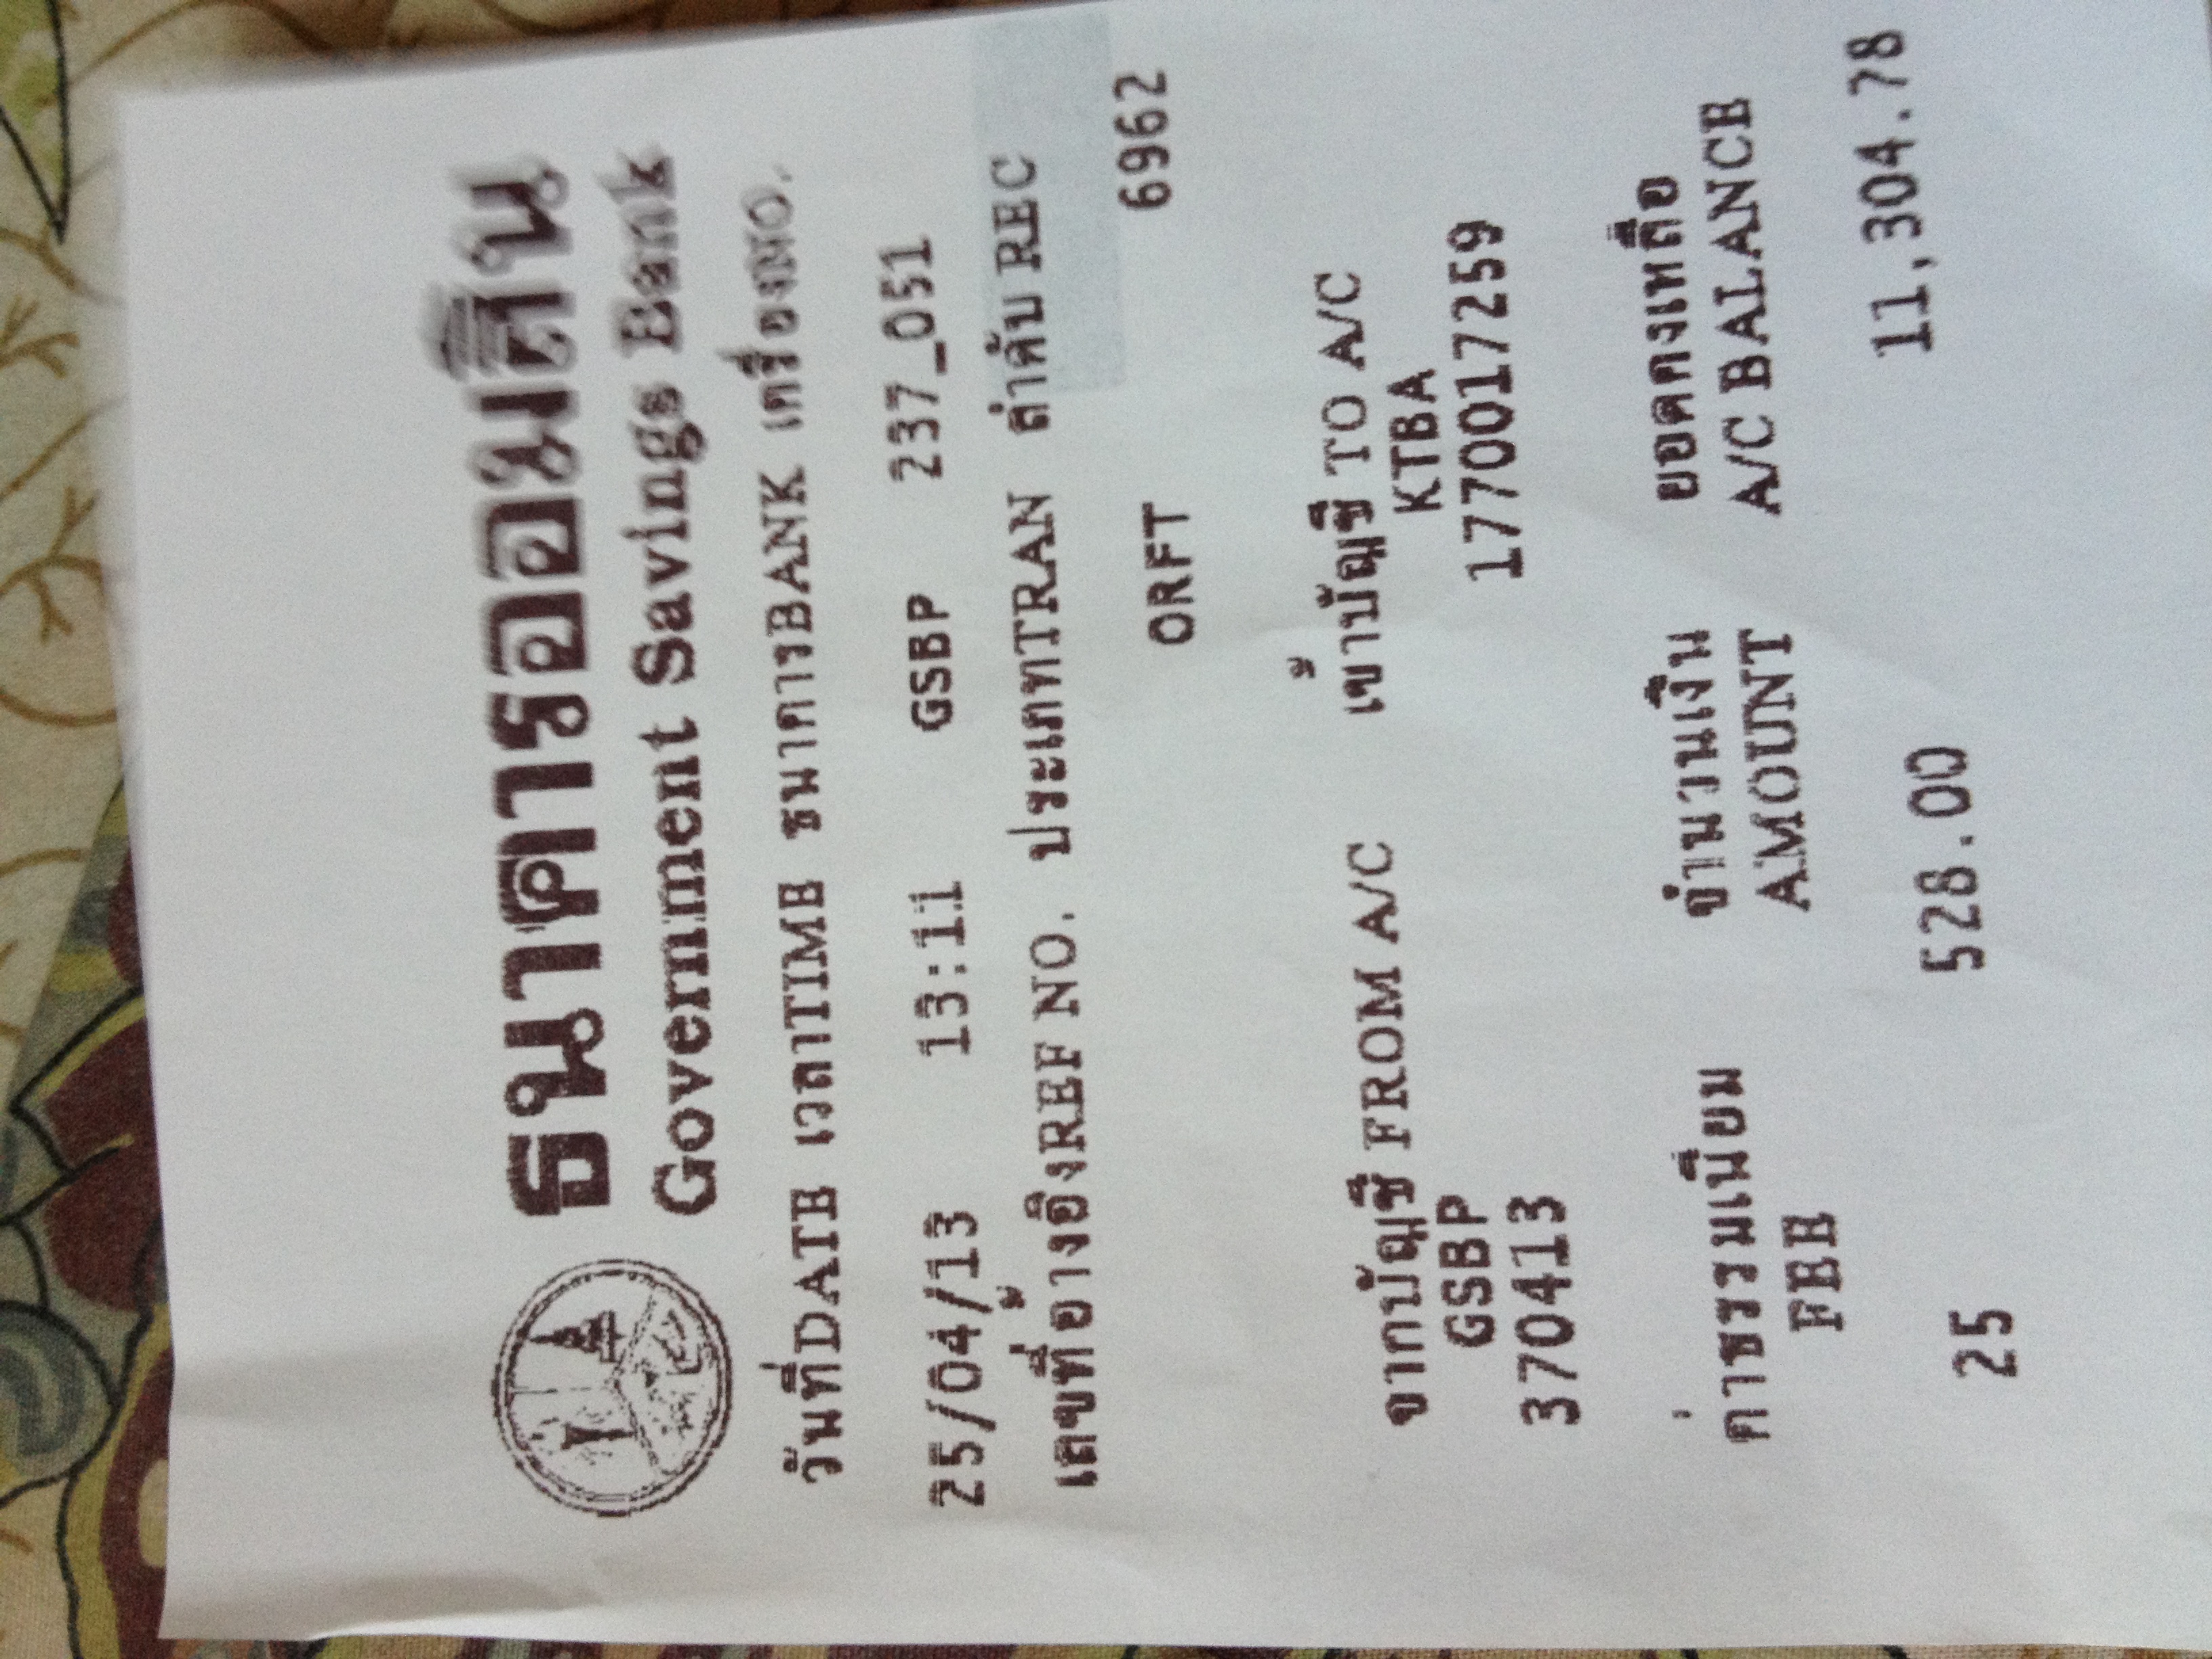 ธนาคารออมสิน
Government Savings Bank
วันที่DATE เวลาTIME ธนาคารBANK เครื่องNO.
25/04/13 13:11 GSBP 237_051
เลขที่อ้างอิงREF NO. ประเภทTRAN ลำดับREC
ORFT 6962
จากบัญชี FROM A/C เข้าบัญชี TO A/C
GSBP KTBA
370413 1770017259
ค่าธรรมเนียม จำนวนเงิน ยอดคงเหลือ
FEE AMOUNT A/C BALANCE
25 528.00 11,304.78